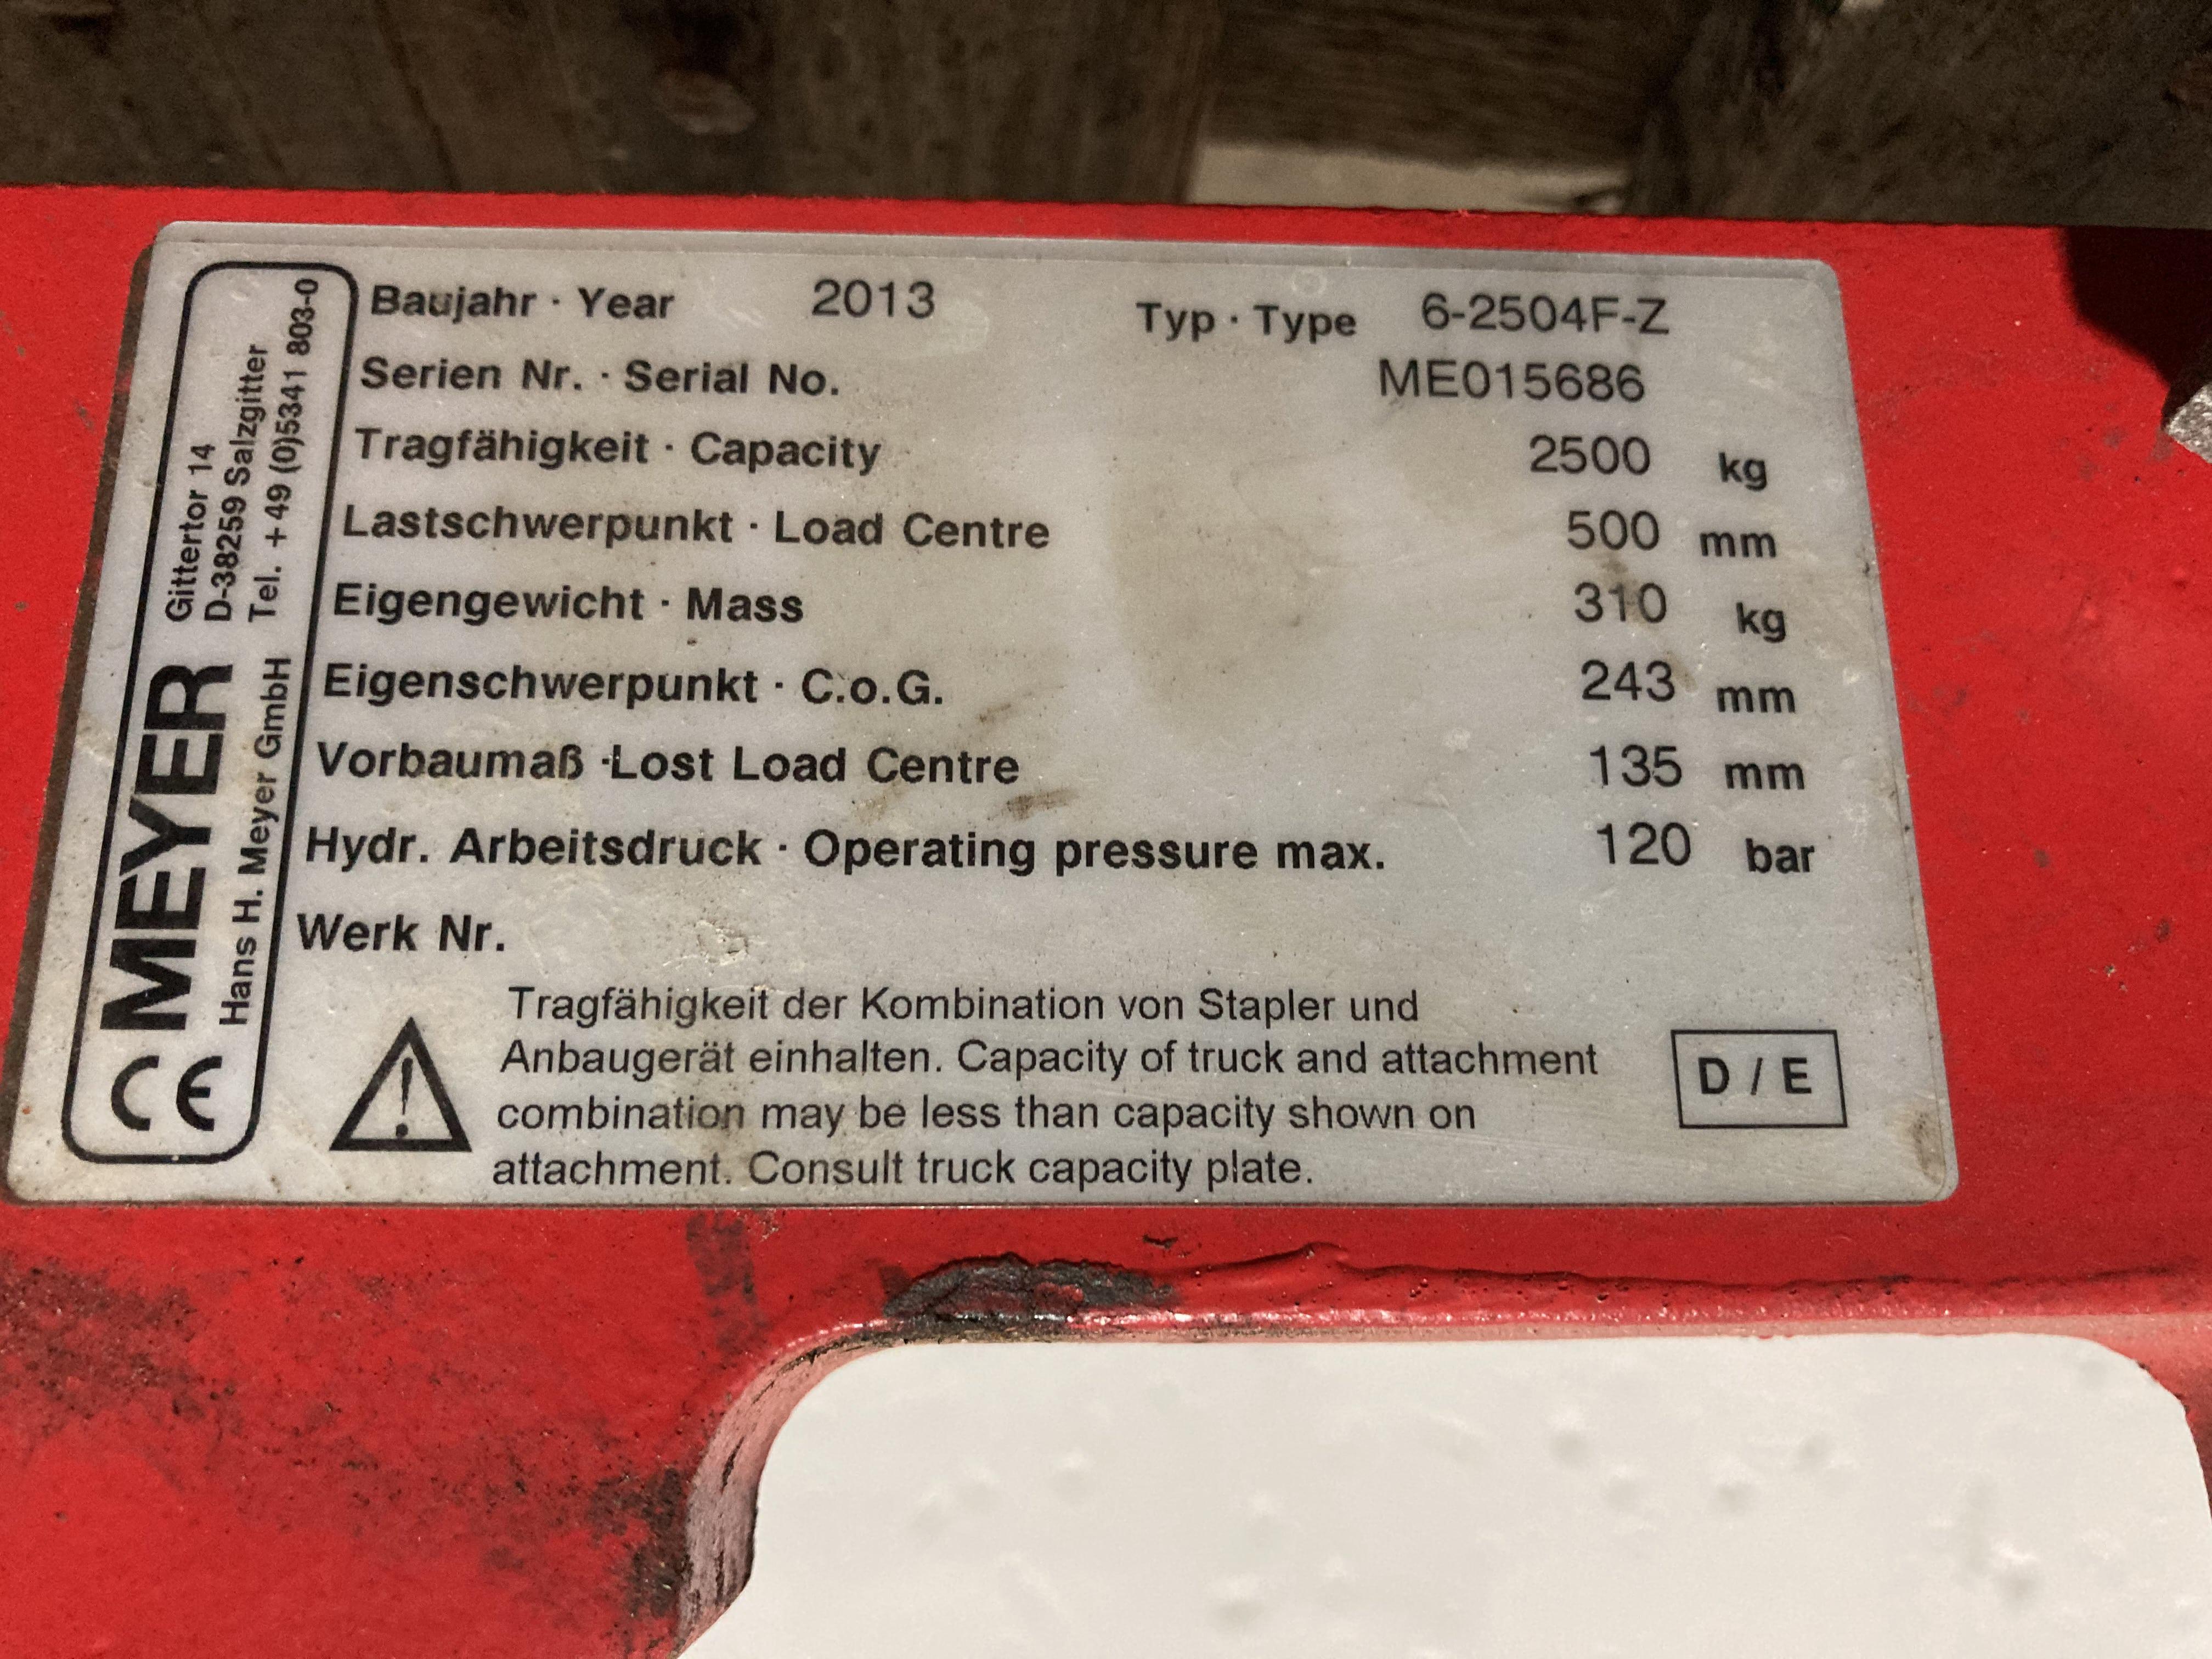 Baujahr · Year 2013 Typ · Type 6-2504F-Z
Serien Nr. · Serial No. ME015686
Tragfähigkeit · Capacity 2500 kg
Lastschwerpunkt · Load Centre 500 mm
Eigengewicht · Mass 310 kg
Eigenschwerpunkt · C.o.G. 243 mm
Vorbaumaß ·Lost Load Centre 135 mm
Hydr. Arbeitsdruck · Operating pressure max. 120 bar
Werk Nr.
Tragfähigkeit der Kombination von Stapler und
Anbaugerät einhalten. Capacity of truck and attachment
combination may be less than capacity shown on
attachment. Consult truck capacity plate.
D / E
CE MEYER
Hans H. Meyer GmbH
Gittertor 14
D-38259 Salzgitter
Tel. + 49 (0)5341 803-0